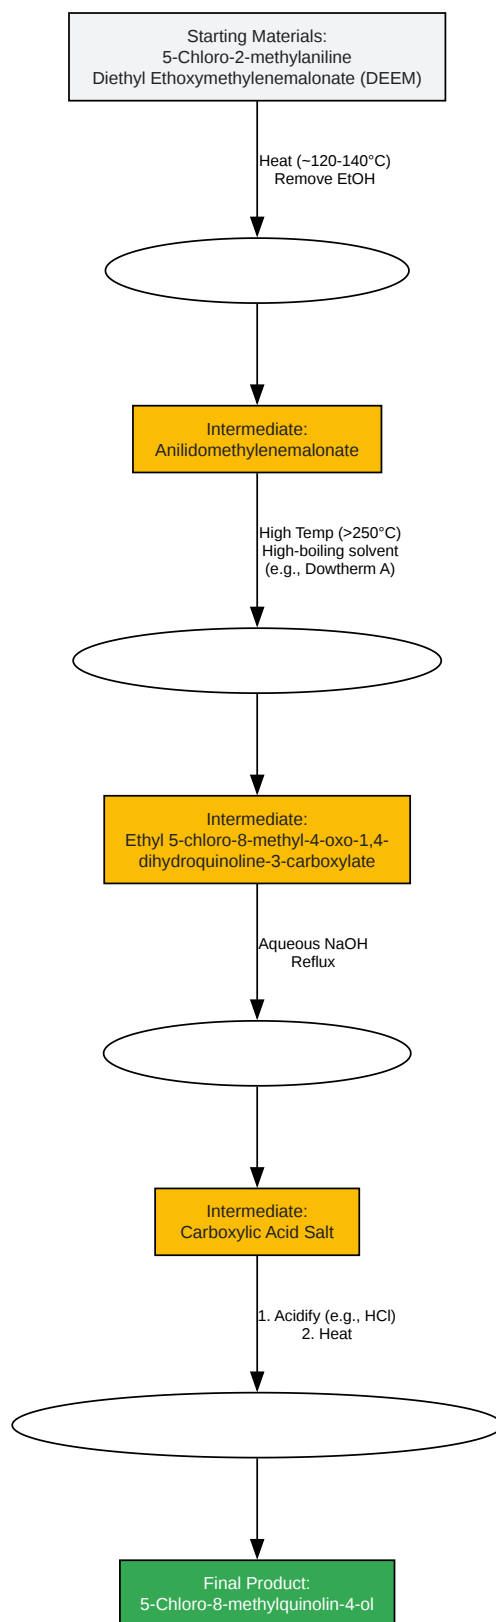 Starting Materials:
5-Chloro-2-methylaniline
Diethyl Ethoxymethylenemalonate (DEEM)
Heat (~120-140°C)
Remove EtOH
Intermediate:
Anilidomethylenemalonate
High Temp (>250°C)
High-boiling solvent
(e.g., Dowtherm A)
Intermediate:
Ethyl 5-chloro-8-methyl-4-oxo-1,4-
dihydroquinoline-3-carboxylate
Aqueous NaOH
Reflux
Intermediate:
Carboxylic Acid Salt
1. Acidify (e.g., HCl)
2. Heat
Final Product:
5-Chloro-8-methylquinolin-4-ol